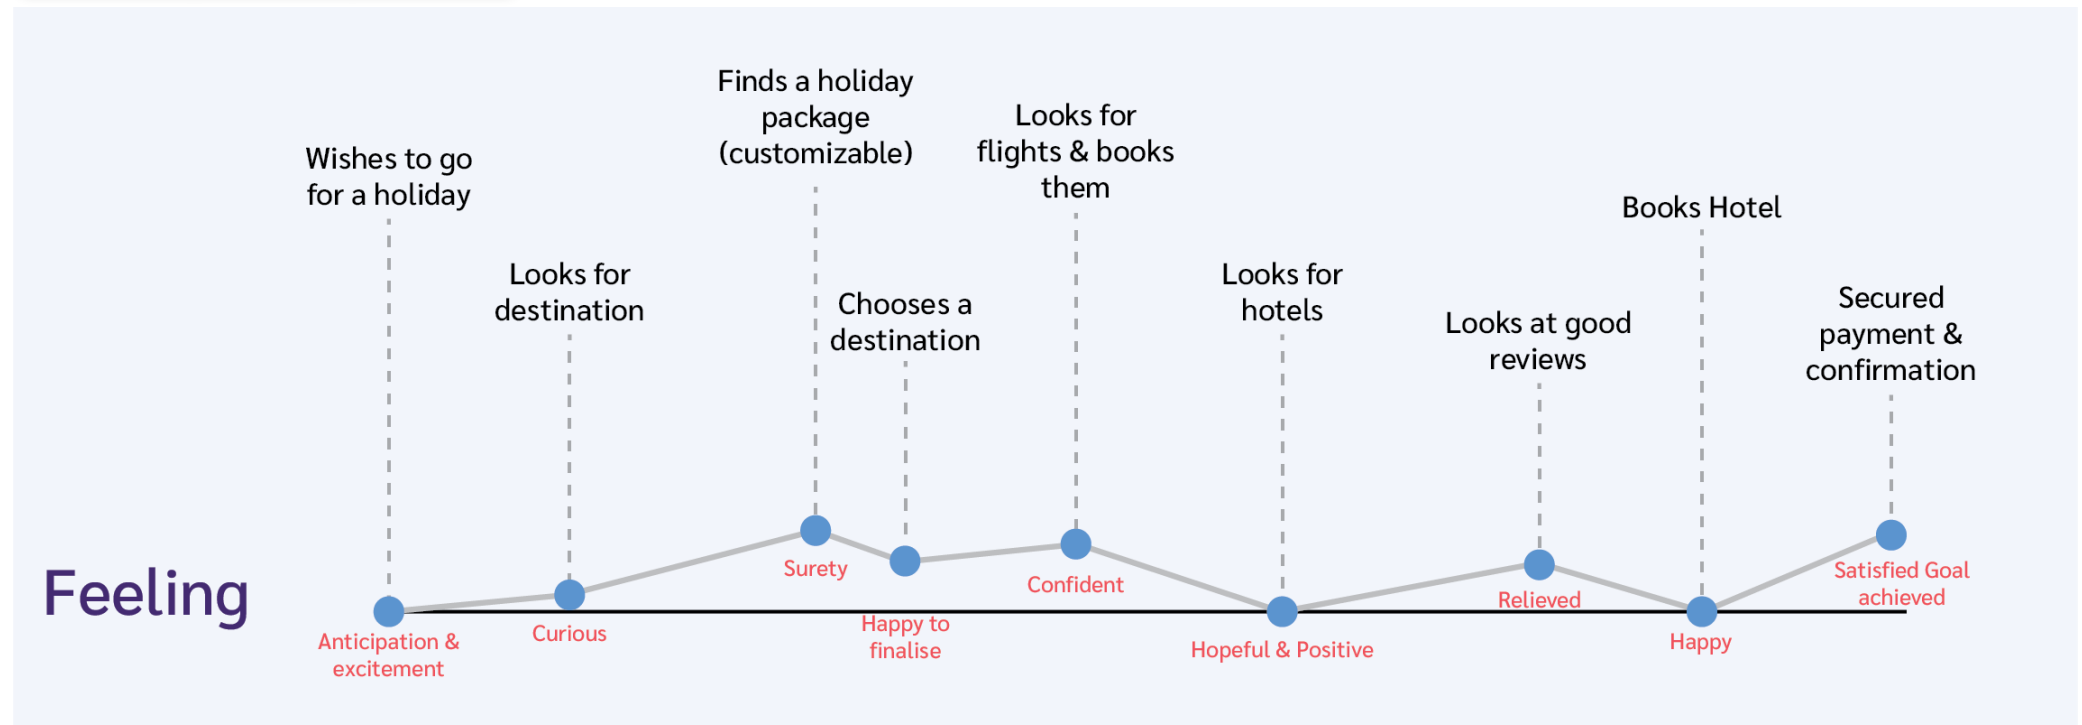 Wishes to go
for a holiday
Looks for
destination
Finds a holiday
package
(customizable)
Chooses a
destination
Looks for
flights & books
them
Looks for
hotels
Looks at good
reviews
Books Hotel
Secured
payment &
confirmation
Feeling
Anticipation &
excitement
Curious
Surety
Happy to
finalise
Confident
Hopeful & Positive
Relieved
Happy
Satisfied Goal
achieved